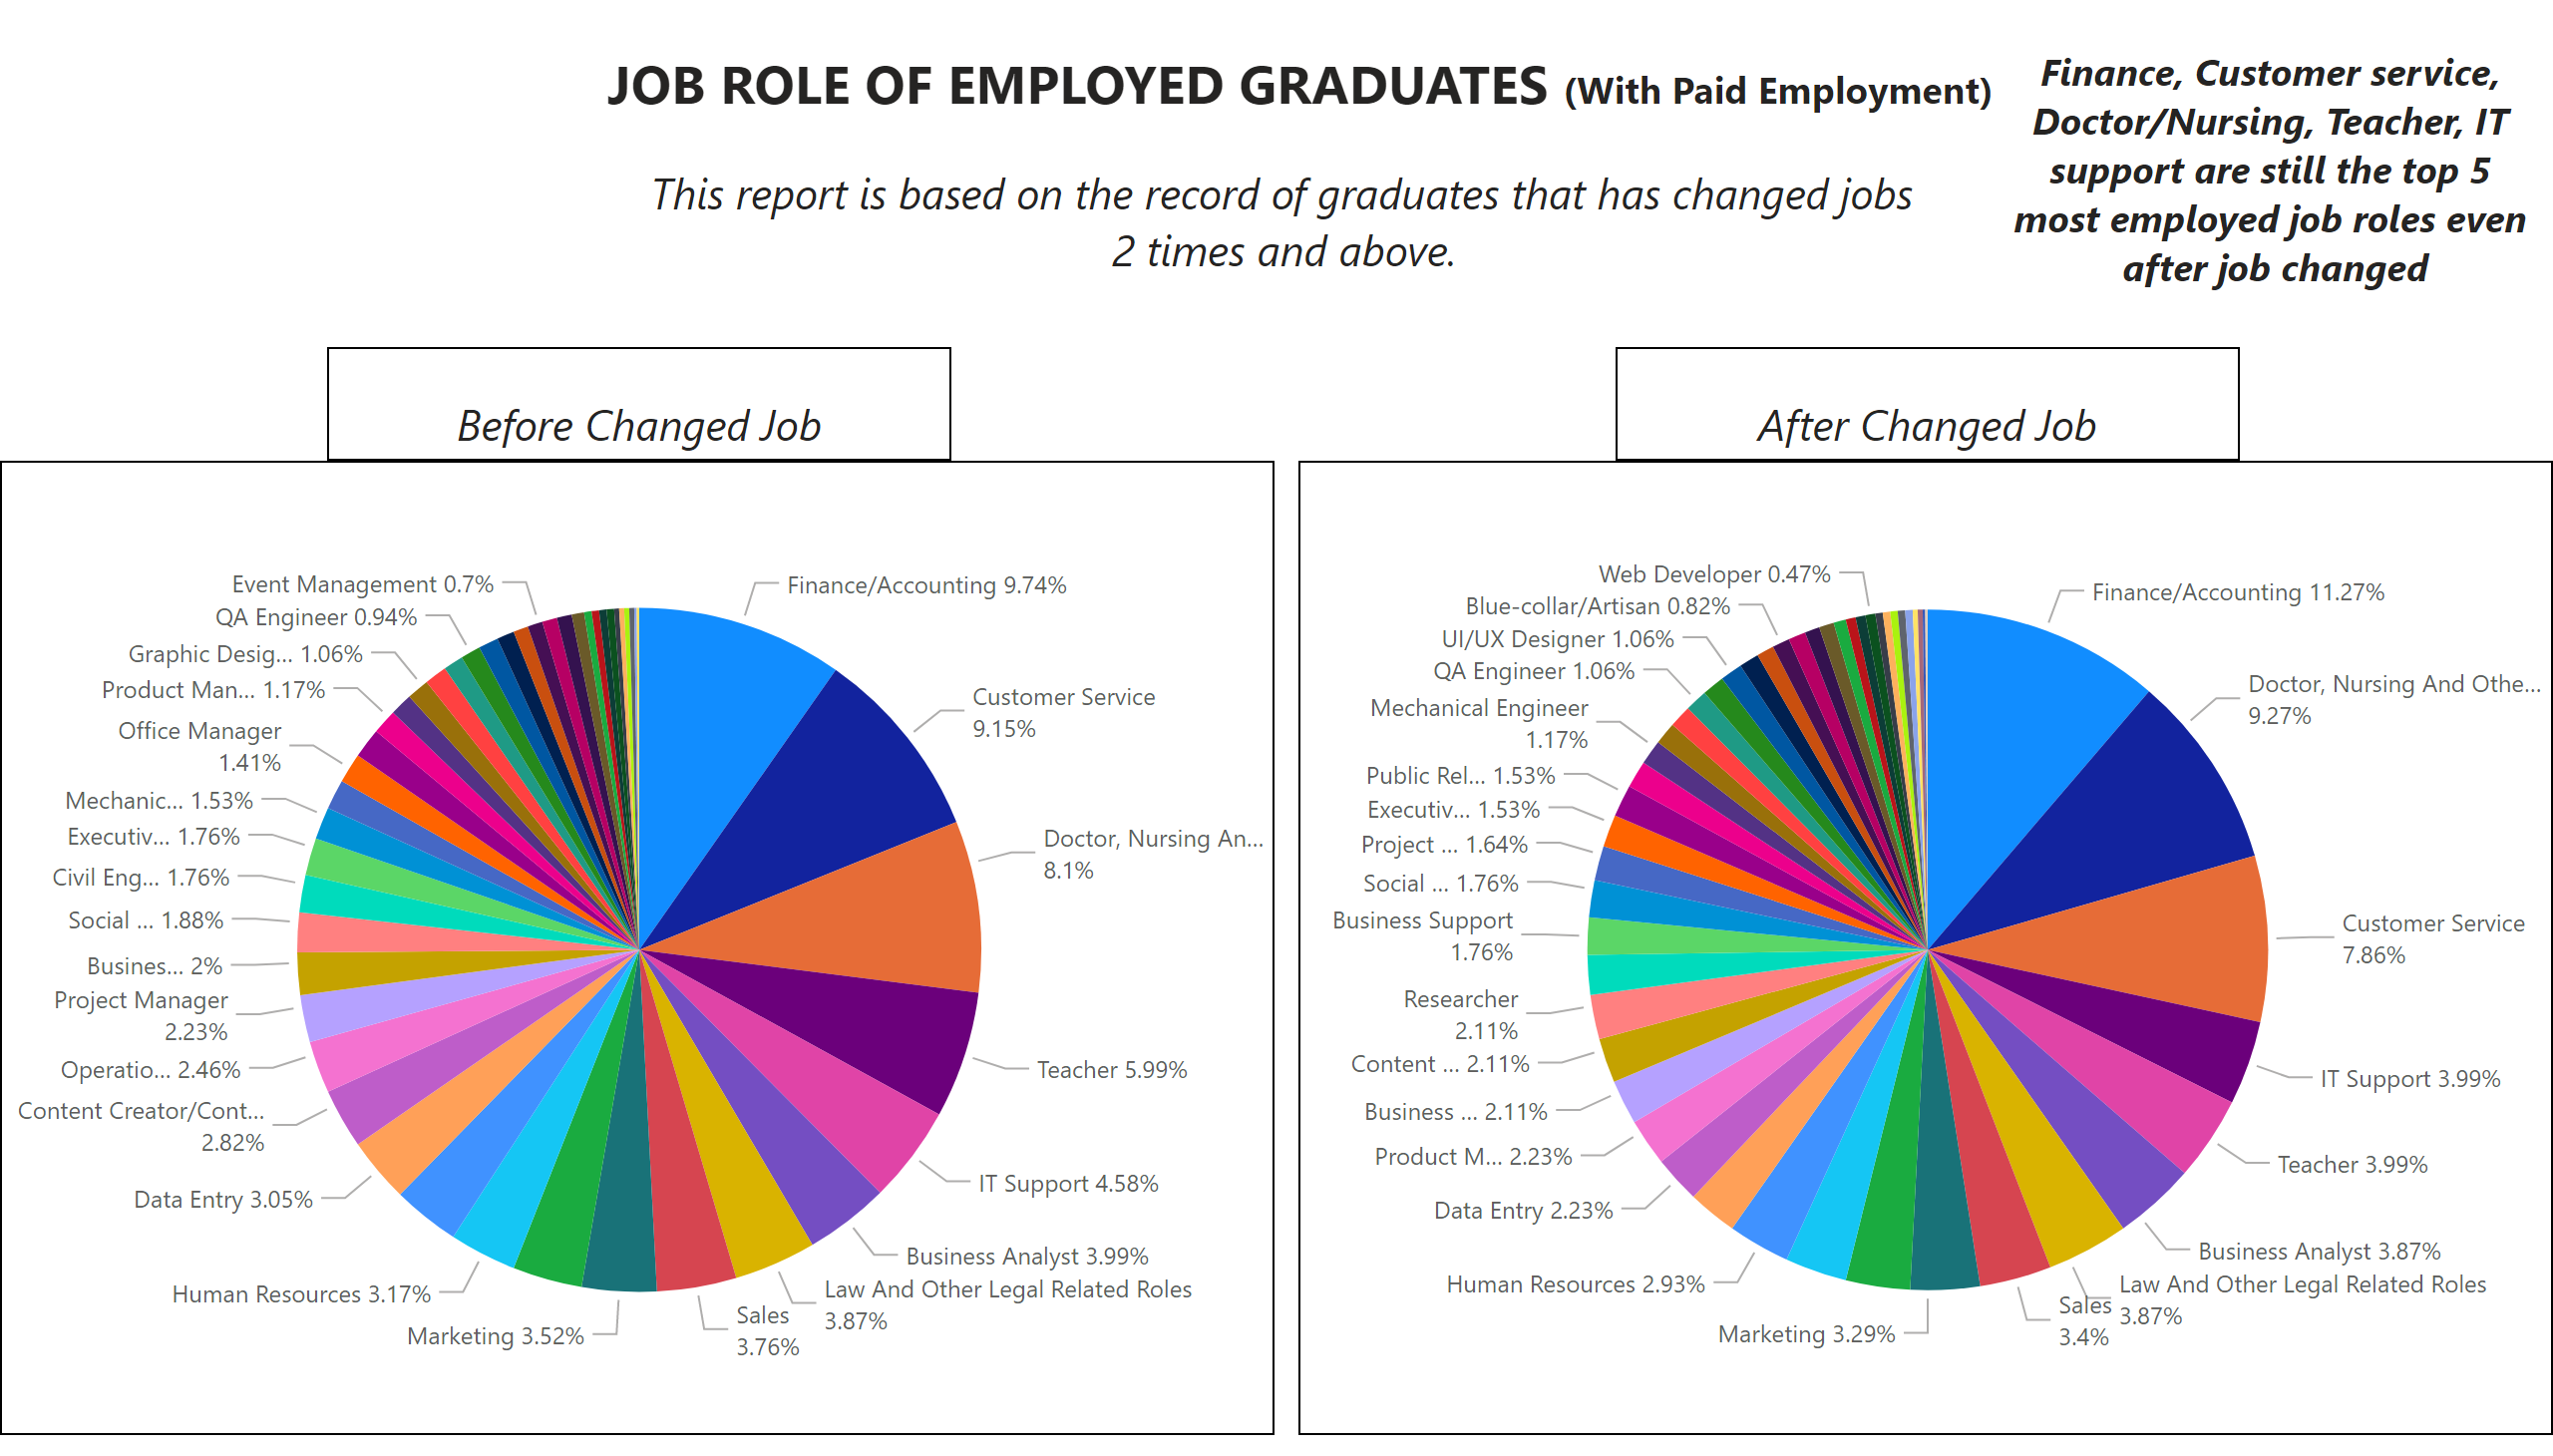 JOB ROLE OF EMPLOYED GRADUATES (With Paid Employment)
This report is based on the record of graduates that has changed jobs
2 times and above.
Finance, Customer service,
Doctor/Nursing, Teacher, IT
support are still the top 5
most employed job roles even
after job changed
Before Changed Job
Event Management 0.7%
QA Engineer 0.94%
Graphic Desig... 1.06%
Product Man... 1.17%
Office Manager
1.41%
Mechanic... 1.53%
Executiv... 1.76%
Civil Eng... 1.76%
Social ... 1.88%
Busines... 2%
Project Manager
2.23%
Operatio... 2.46%
Content Creator/Cont...
2.82%
Data Entry 3.05%
Human Resources 3.17%
Marketing 3.52%
Sales
3.76%
Law And Other Legal Related Roles
3.87%
Business Analyst 3.99%
IT Support 4.58%
Teacher 5.99%
Doctor, Nursing An...
8.1%
Customer Service
9.15%
Finance/Accounting 9.74%
After Changed Job
Web Developer 0.47%
Blue-collar/Artisan 0.82%
UI/UX Designer 1.06%
QA Engineer 1.06%
Mechanical Engineer
1.17%
Public Rel... 1.53%
Executiv... 1.53%
Project ... 1.64%
Social ... 1.76%
Business Support
1.76%
Researcher
2.11%
Content ... 2.11%
Business ... 2.11%
Product M... 2.23%
Data Entry 2.23%
Human Resources 2.93%
Marketing 3.29%
Sales
3.4%
Law And Other Legal Related Roles
3.87%
Business Analyst 3.87%
Teacher 3.99%
IT Support 3.99%
Customer Service
7.86%
Doctor, Nursing And Othe...
9.27%
Finance/Accounting 11.27%